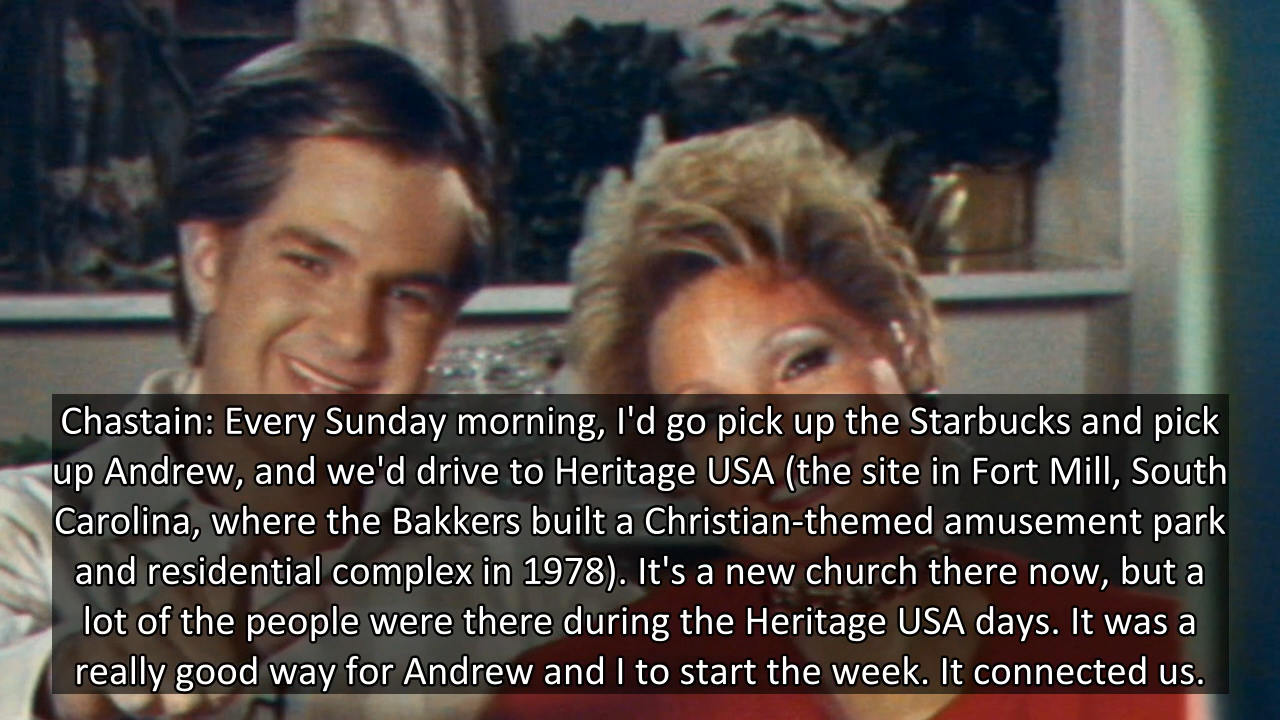 Chastain: Every Sunday morning, I'd go pick up the Starbucks and pick
up Andrew, and we'd drive to Heritage USA (the site in Fort Mill, South
Carolina, where the Bakkers built a Christian-themed amusement park
and residential complex in 1978). It's a new church there now, but a
lot of the people were there during the Heritage USA days. It was a
really good way for Andrew and I to start the week. It connected us.